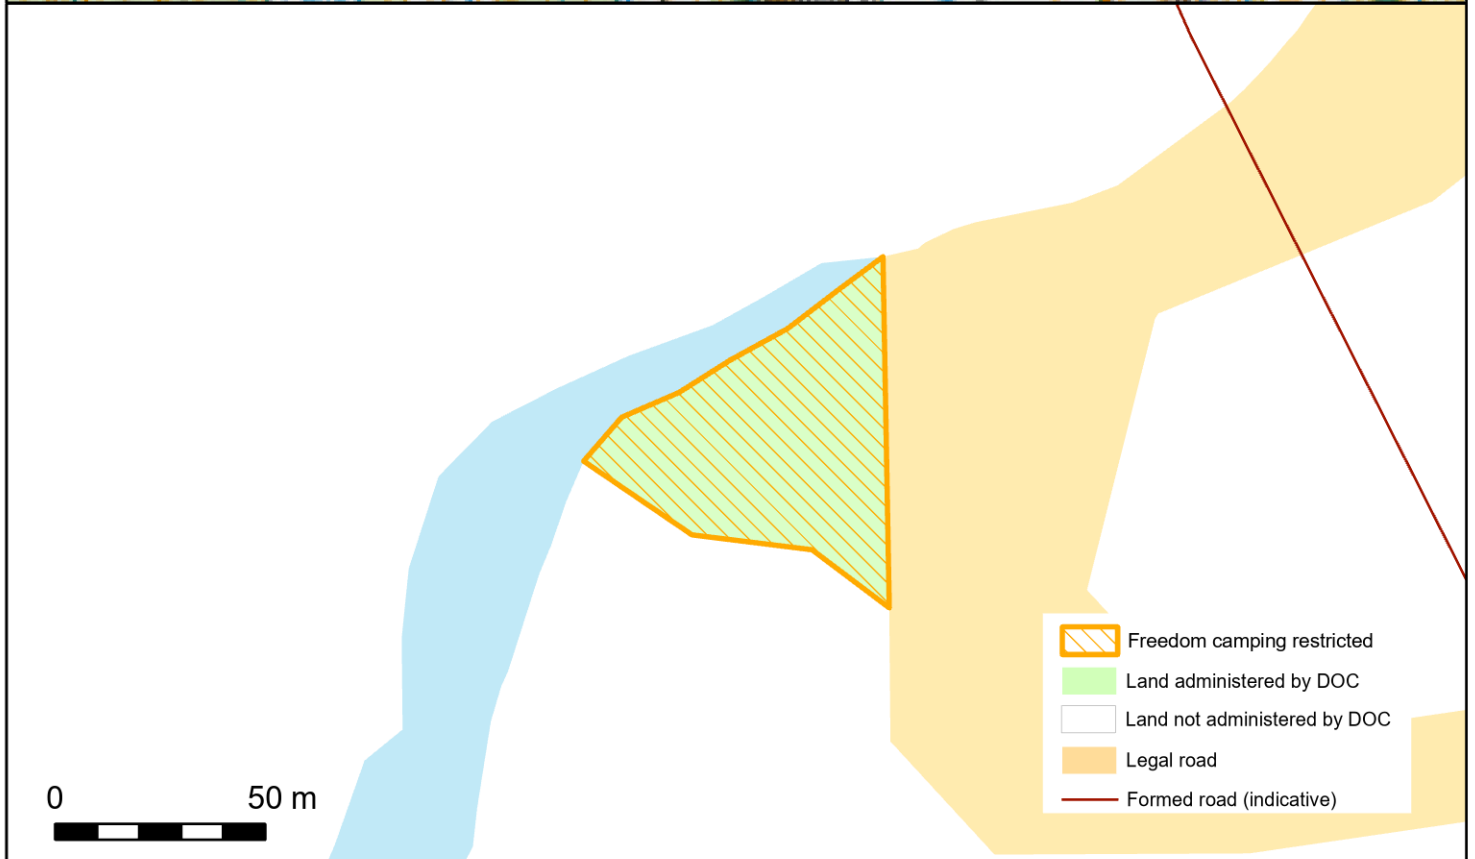 Freedom camping restricted
Land administered by DOC
Land not administered by DOC
Legal road
Formed road (indicative)
0 50 m